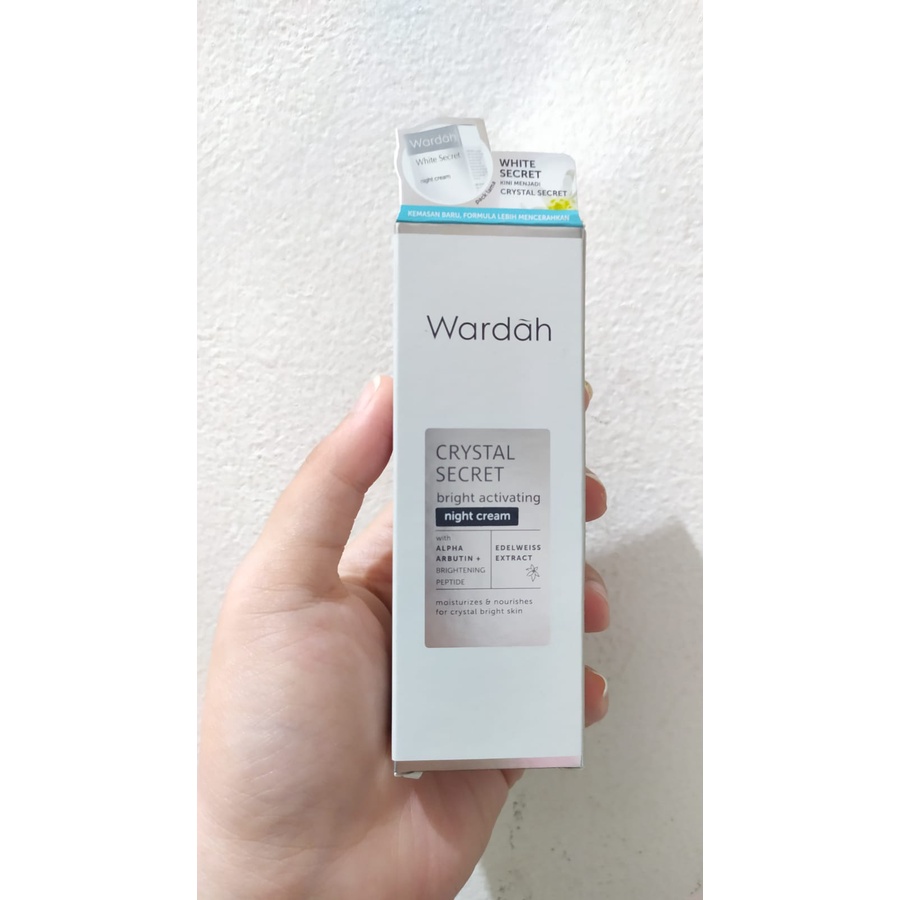 Wardah
White Secret
night cream
WHITE
SECRET
KINI MENJADI
CRYSTAL SECRET
KEMASAN BARU, FORMULA LEBIH MENCERAHKAN
Wardãh
CRYSTAL
SECRET
bright activating
night cream
with
ALPHA
ARBUTIN +
BRIGHTENING
PEPTIDE
EDELWEISS
EXTRACT
moisturizes & nourishes
for crystal bright skin